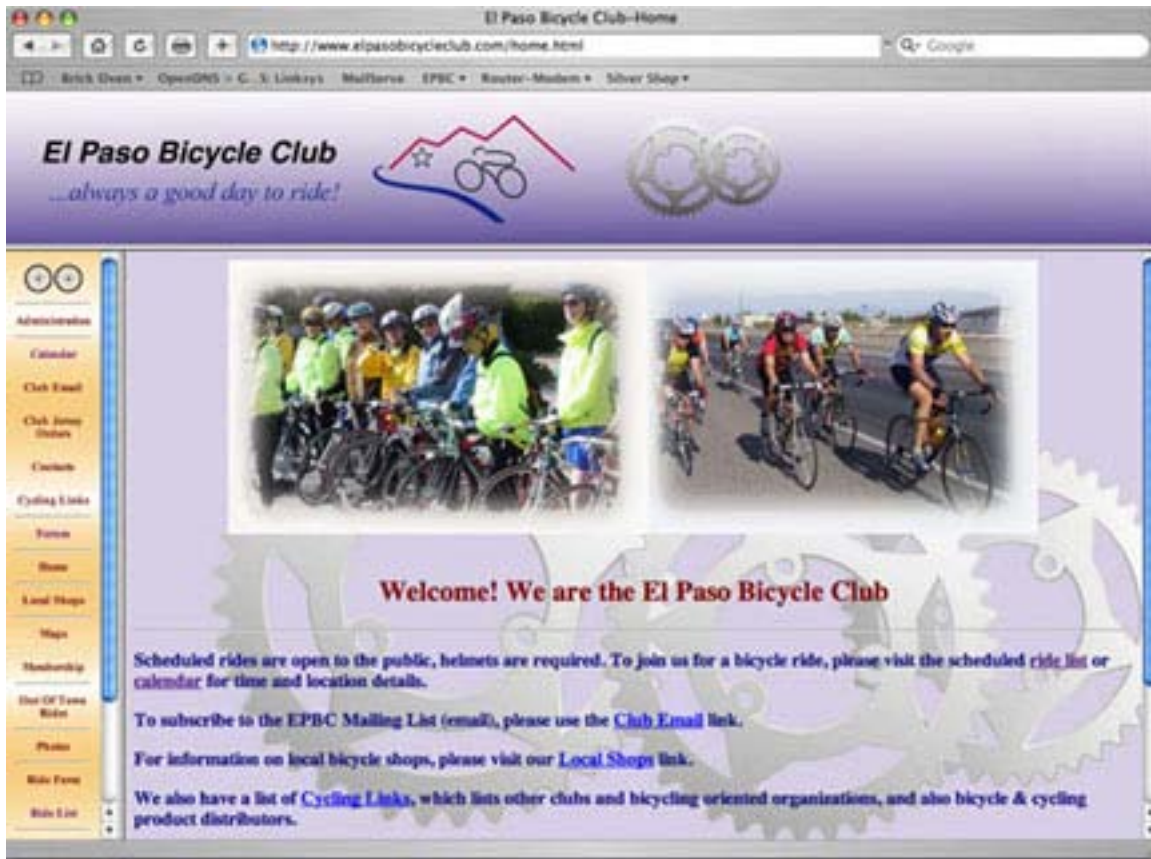 El Paso Bicycle Club-Home
http://www.elpasobicycleclub.com/home.html
Google
Brick Oven OpenDNS > G... S: Linksys MailServe EPBC Router-Modem Silver Shop
El Paso Bicycle Club
...always a good day to ride!
Administration
Calendar
Club Email
Club Jersey
Orders
Contacts
Cycling Links
Forum
Home
Local Shops
Maps
Membership
Out Of Town
Rides
Photos
Ride Form
Ride List
Welcome! We are the El Paso Bicycle Club
Scheduled rides are open to the public, helmets are required. To join us for a bicycle ride, please visit the scheduled ride list or
calendar for time and location details.
To subscribe to the EPBC Mailing List (email), please use the Club Email link.
For information on local bicycle shops, please visit our Local Shops link.
We also have a list of Cycling Links, which lists other clubs and bicycling oriented organizations, and also bicycle & cycling
product distributors.